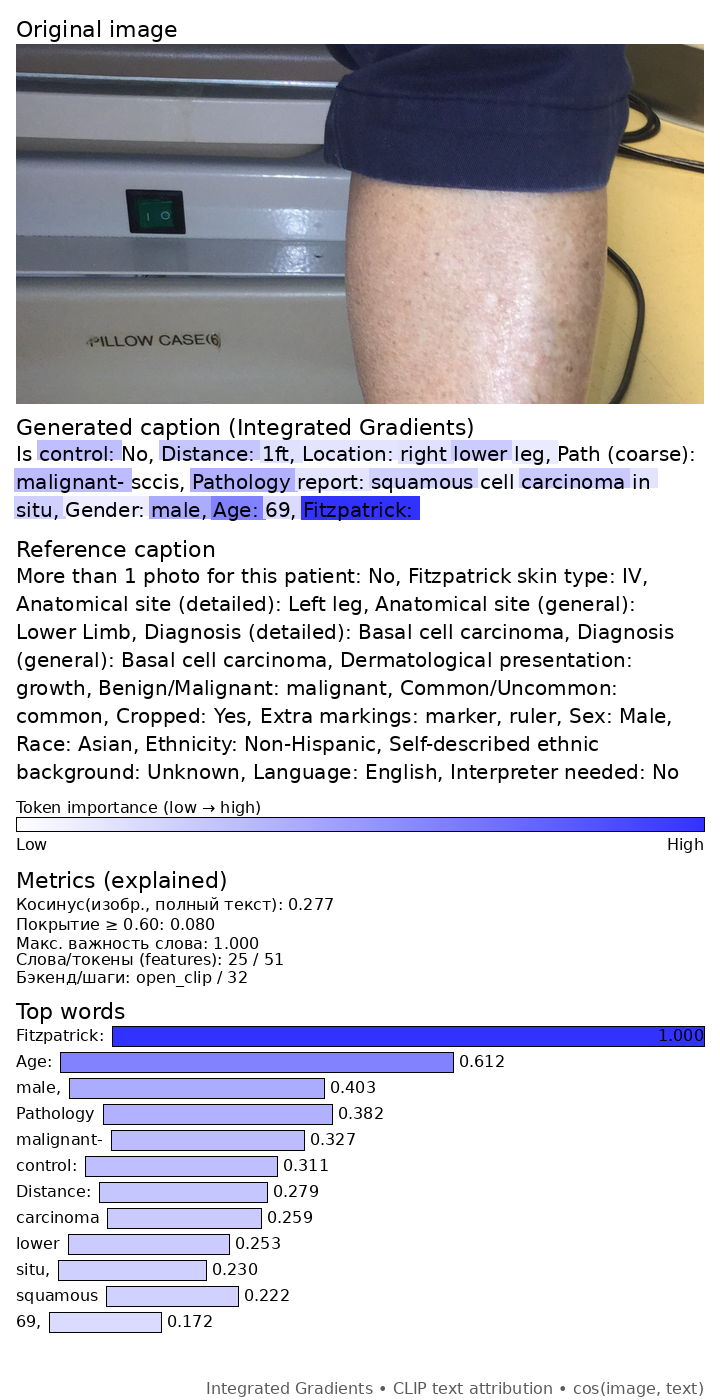 Original image
PILLOW CASE(6)
Generated caption (Integrated Gradients)
Is control: No, Distance: 1ft, Location: right lower leg, Path (coarse):
malignant- sccis, Pathology report: squamous cell carcinoma in
situ, Gender: male, Age: 69, Fitzpatrick:
Reference caption
More than 1 photo for this patient: No, Fitzpatrick skin type: IV,
Anatomical site (detailed): Left leg, Anatomical site (general):
Lower Limb, Diagnosis (detailed): Basal cell carcinoma, Diagnosis
(general): Basal cell carcinoma, Dermatological presentation:
growth, Benign/Malignant: malignant, Common/Uncommon:
common, Cropped: Yes, Extra markings: marker, ruler, Sex: Male,
Race: Asian, Ethnicity: Non-Hispanic, Self-described ethnic
background: Unknown, Language: English, Interpreter needed: No
Token importance (low → high)
Low High
Metrics (explained)
Косинус(изобр., полный текст): 0.277
Покрытие ≥ 0.60: 0.080
Макс. важность слова: 1.000
Слова/токены (features): 25 / 51
Бэкенд/шаги: open_clip / 32
Top words
Fitzpatrick: 1.000
Age: 0.612
male, 0.403
Pathology 0.382
malignant- 0.327
control: 0.311
Distance: 0.279
carcinoma 0.259
lower 0.253
situ, 0.230
squamous 0.222
69, 0.172
Integrated Gradients • CLIP text attribution • cos(image, text)